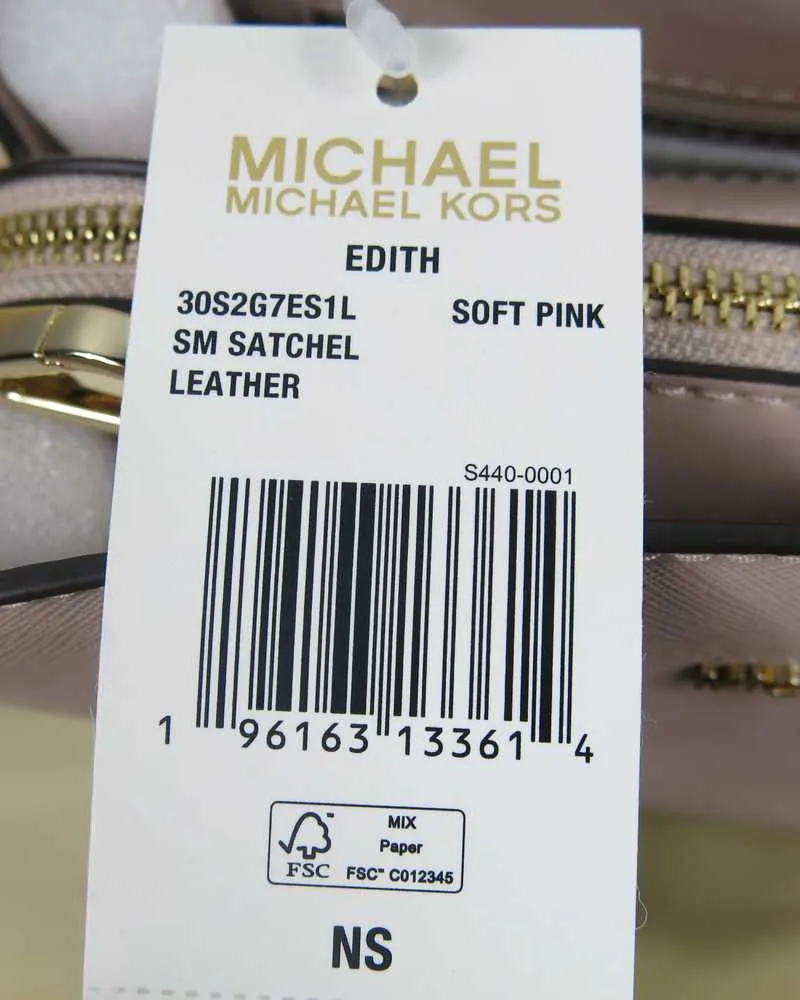 MICHAEL
MICHAEL KORS
EDITH
30S2G7ES1L SOFT PINK
SM SATCHEL
LEATHER
S440-0001
1 96163 13361 4
MIX
Paper
FSC FSC™ C012345
NS